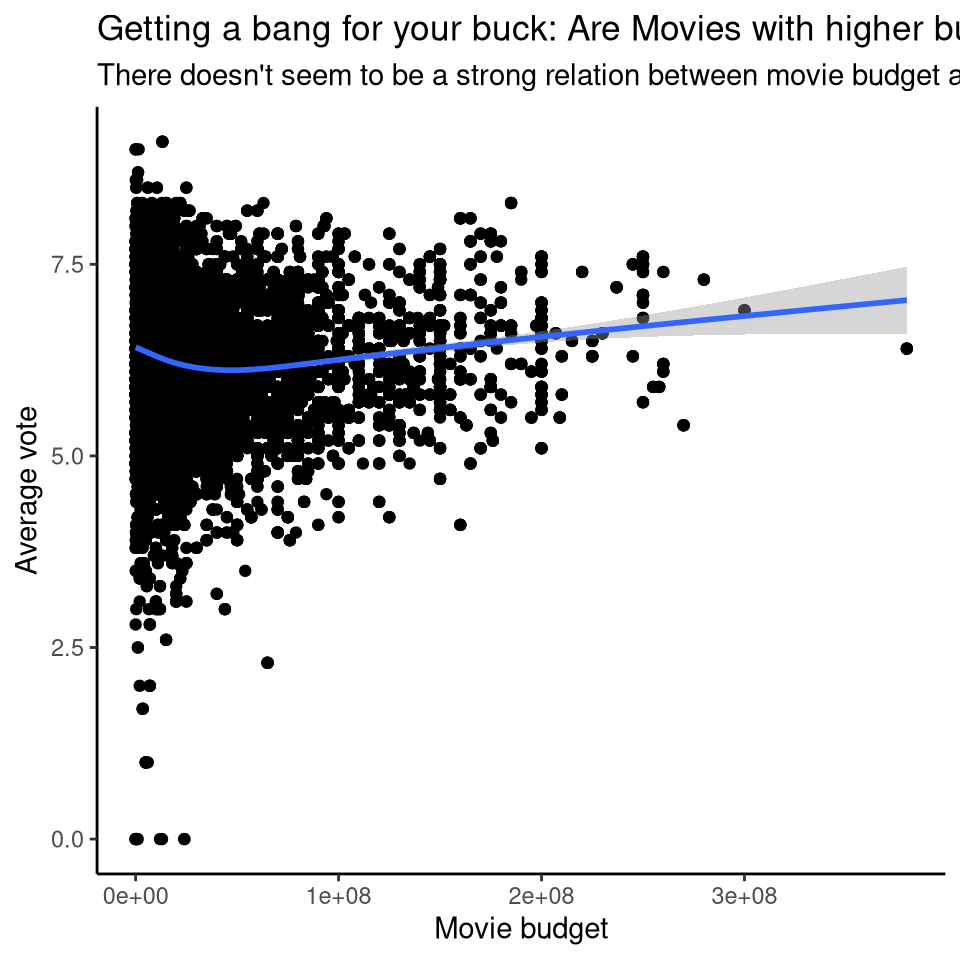 Getting a bang for your buck: Are Movies with higher
There doesn't seem to be a strong relation between movie budget
Average vote
7.5
5.0
2.5
0.0
0e+00 1e+08 2e+08 3e+08
Movie budget